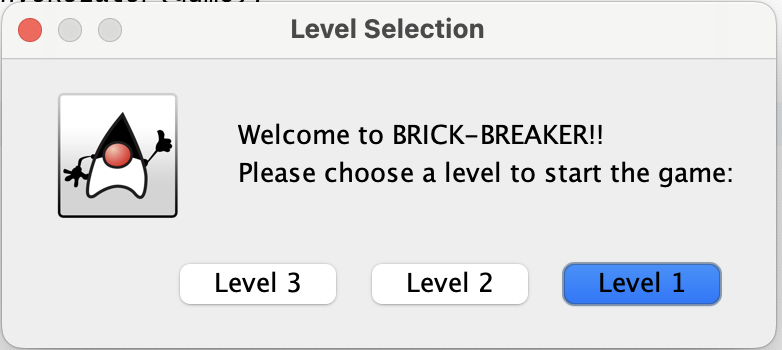 Level Selection
Welcome to BRICK-BREAKER!!
Please choose a level to start the game:
Level 3
Level 2
Level 1